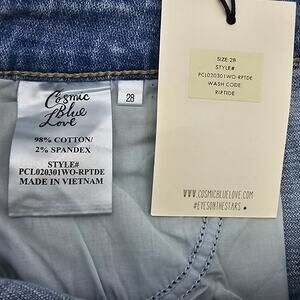 Cosmic
Blue
Love
28
98% COTTON/
2% SPANDEX
STYLE#
PCL020301WO-RPTDE
MADE IN VIETNAM
SIZE: 28
STYLE#
PCL020301WO-RPTDE
WASH CODE
RIPTIDE
WWW.COSMICBLUELOVE.COM
#EYESONTHESTARS